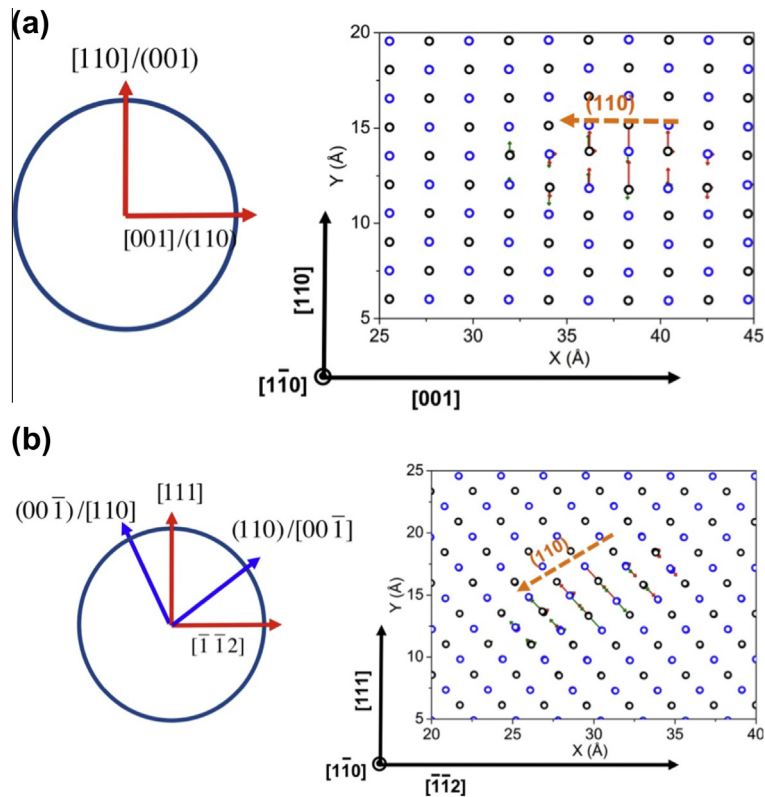 (a)
[110]/(001)
[001]/(110)
20
15
10
5
Y (Å)
(110)
25 30 35 40 45
X (Å)
[110]
[11̅0]
[001]
(b)
(001̅)/[110]
[111]
(110)/[001̅]
[1̅1̅2]
25
20
15
10
5
Y (Å)
(110)
20 25 30 35 40
X (Å)
[111]
[11̅0]
[1̅1̅2]